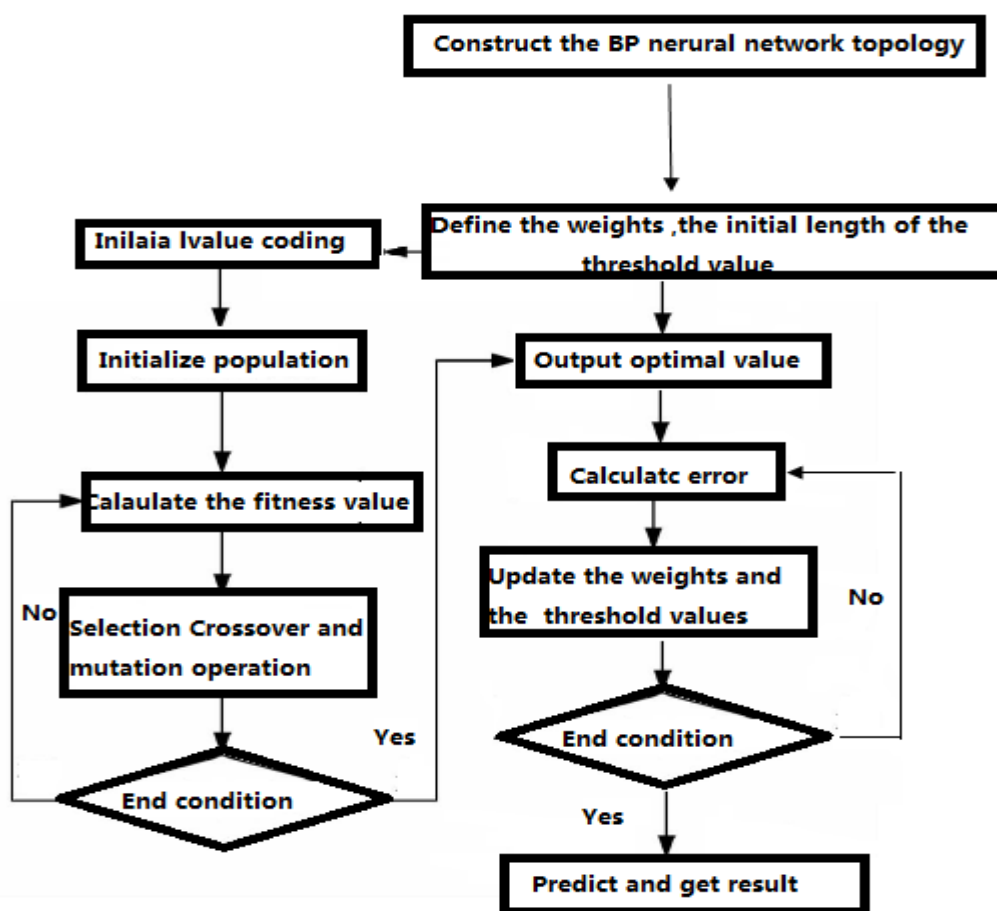 Construct the BP nerural network topology
Define the weights ,the initial length of the
threshold value
Inilaia lvalue coding
Initialize population
Output optimal value
Calaulate the fitness value
Calculatc error
No
Selection Crossover and
mutation operation
Update the weights and
the threshold values
No
Yes
End condition
End condition
Yes
Predict and get result